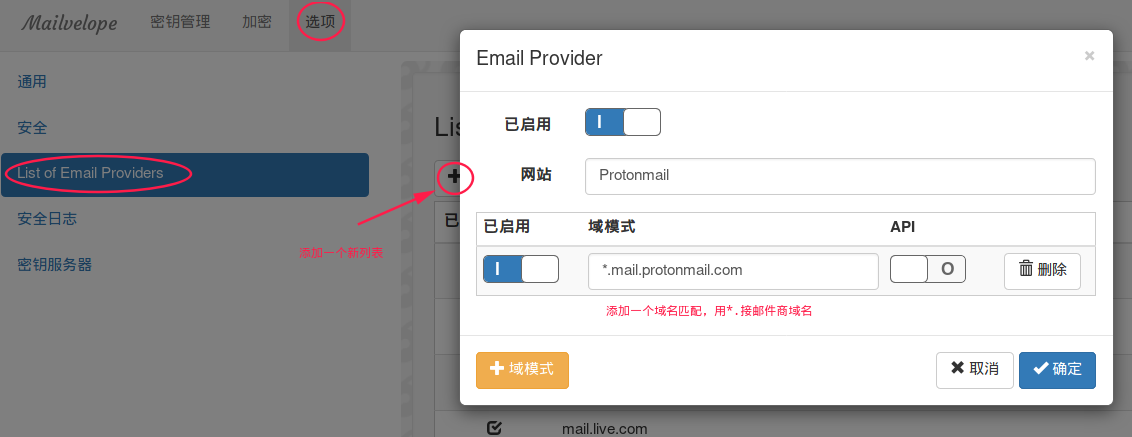 Mailvelope 密钥管理 加密 选项
通用
安全
List of Email Providers
安全日志
密钥服务器
Lis
添加一个新列表
Email Provider ×
已启用 I
网站 Protonmail
已启用 域模式 API
I *.mail.protonmail.com O 删除
添加一个域名匹配，用*.接邮件商域名
域模式 取消 确定
mail.live.com